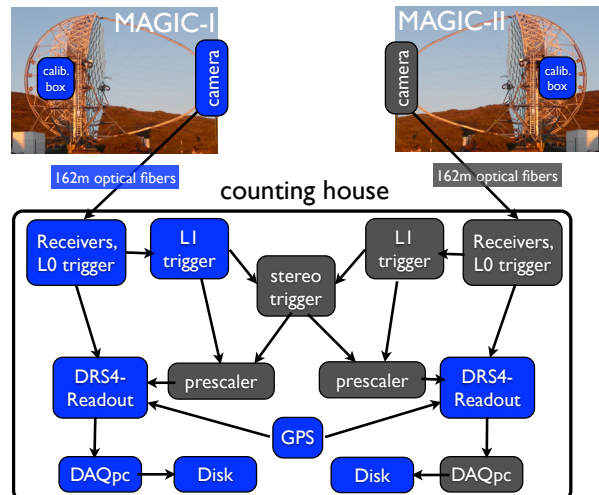 MAGIC-I
MAGIC-II
calib.
box
camera
camera
calib.
box
162m optical fibers
162m optical fibers
counting house
Receivers,
L0 trigger
L1
trigger
stereo
trigger
L1
trigger
Receivers,
L0 trigger
DRS4-
Readout
prescaler
prescaler
DRS4-
Readout
GPS
DAQpc
Disk
Disk
DAQpc